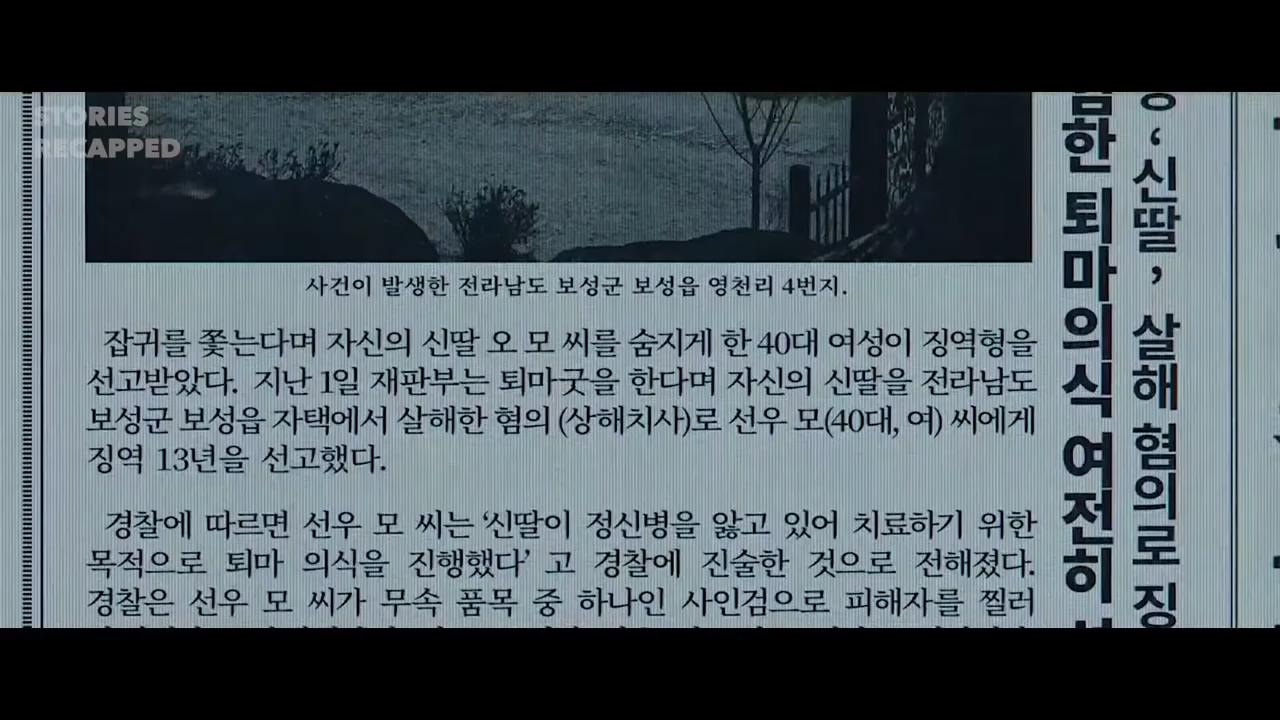 STORIES
RECAPPED
사건이 발생한 전라남도 보성군 보성읍 영천리 4번지.
잡귀를 쫓는다며 자신의 신딸 오 모 씨를 숨지게 한 40대 여성이 징역형을
선고받았다. 지난 1일 재판부는 퇴마굿을 한다며 자신의 신딸을 전라남도
보성군 보성읍 자택에서 살해한 혐의 (상해치사)로 선우 모(40대, 여) 씨에게
징역 13년을 선고했다.
경찰에 따르면 선우 모 씨는 ‘신딸이 정신병을 앓고 있어 치료하기 위한
목적으로 퇴마 의식을 진행했다’ 고 경찰에 진술한 것으로 전해졌다.
경찰은 선우 모 씨가 무속 품목 중 하나인 사인검으로 피해자를 찔러
‘신딸’ 살해 혐의로 징
한 퇴마의식 여전히